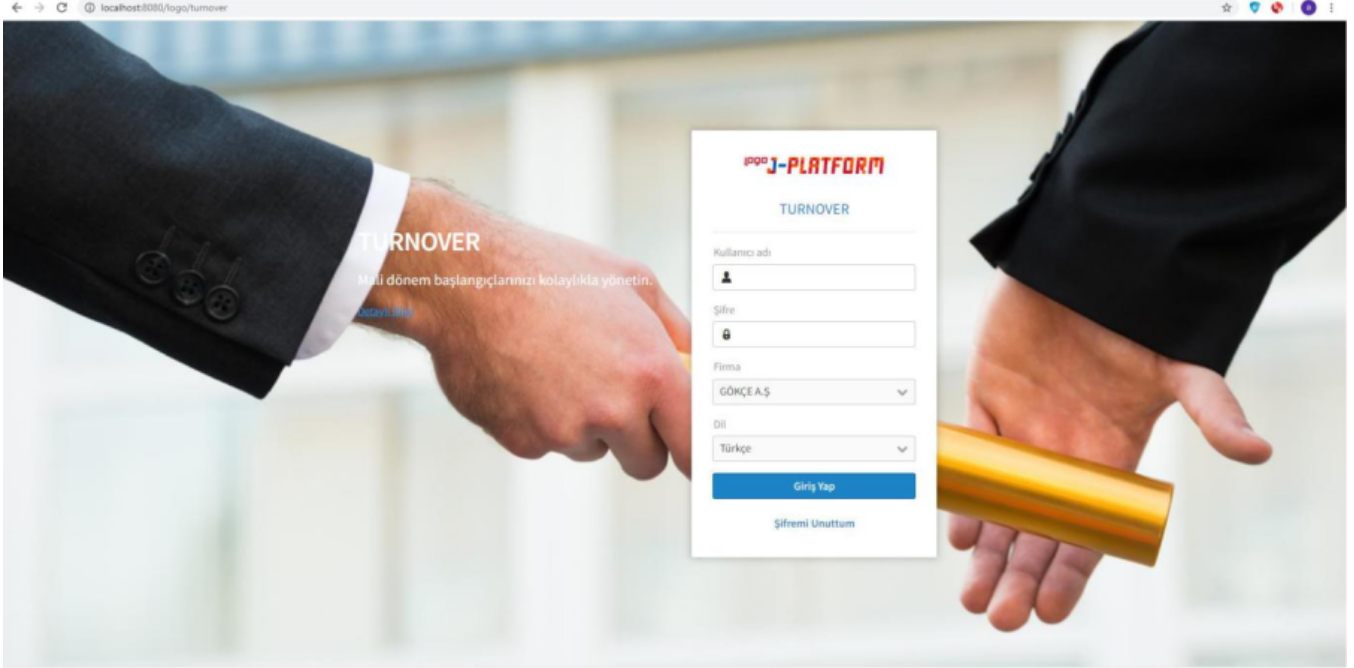 localhost:8080/logo/turnover
TURNOVER
Mali dönem başlangıçlarınızı kolaylıkla yönetin.
Detaylı
logo J-PLATFORM
TURNOVER
Kullanıcı adı
Şifre
Firma
GÖKÇE A.Ş
Dil
Türkçe
Giriş Yap
Şifremi Unuttum